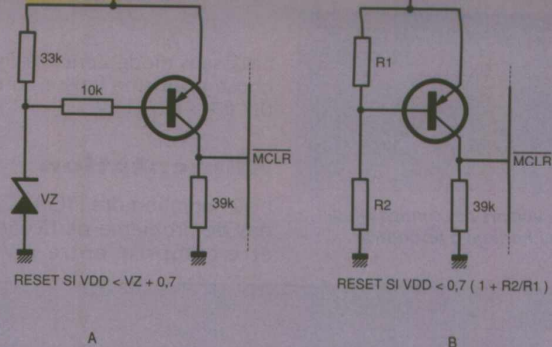 33k
10k
VZ
MCLR
39k
RESET SI VDD < VZ + 0,7
A
R1
R2
MCLR
39k
RESET SI VDD < 0,7 ( 1 + R2/R1 )
B